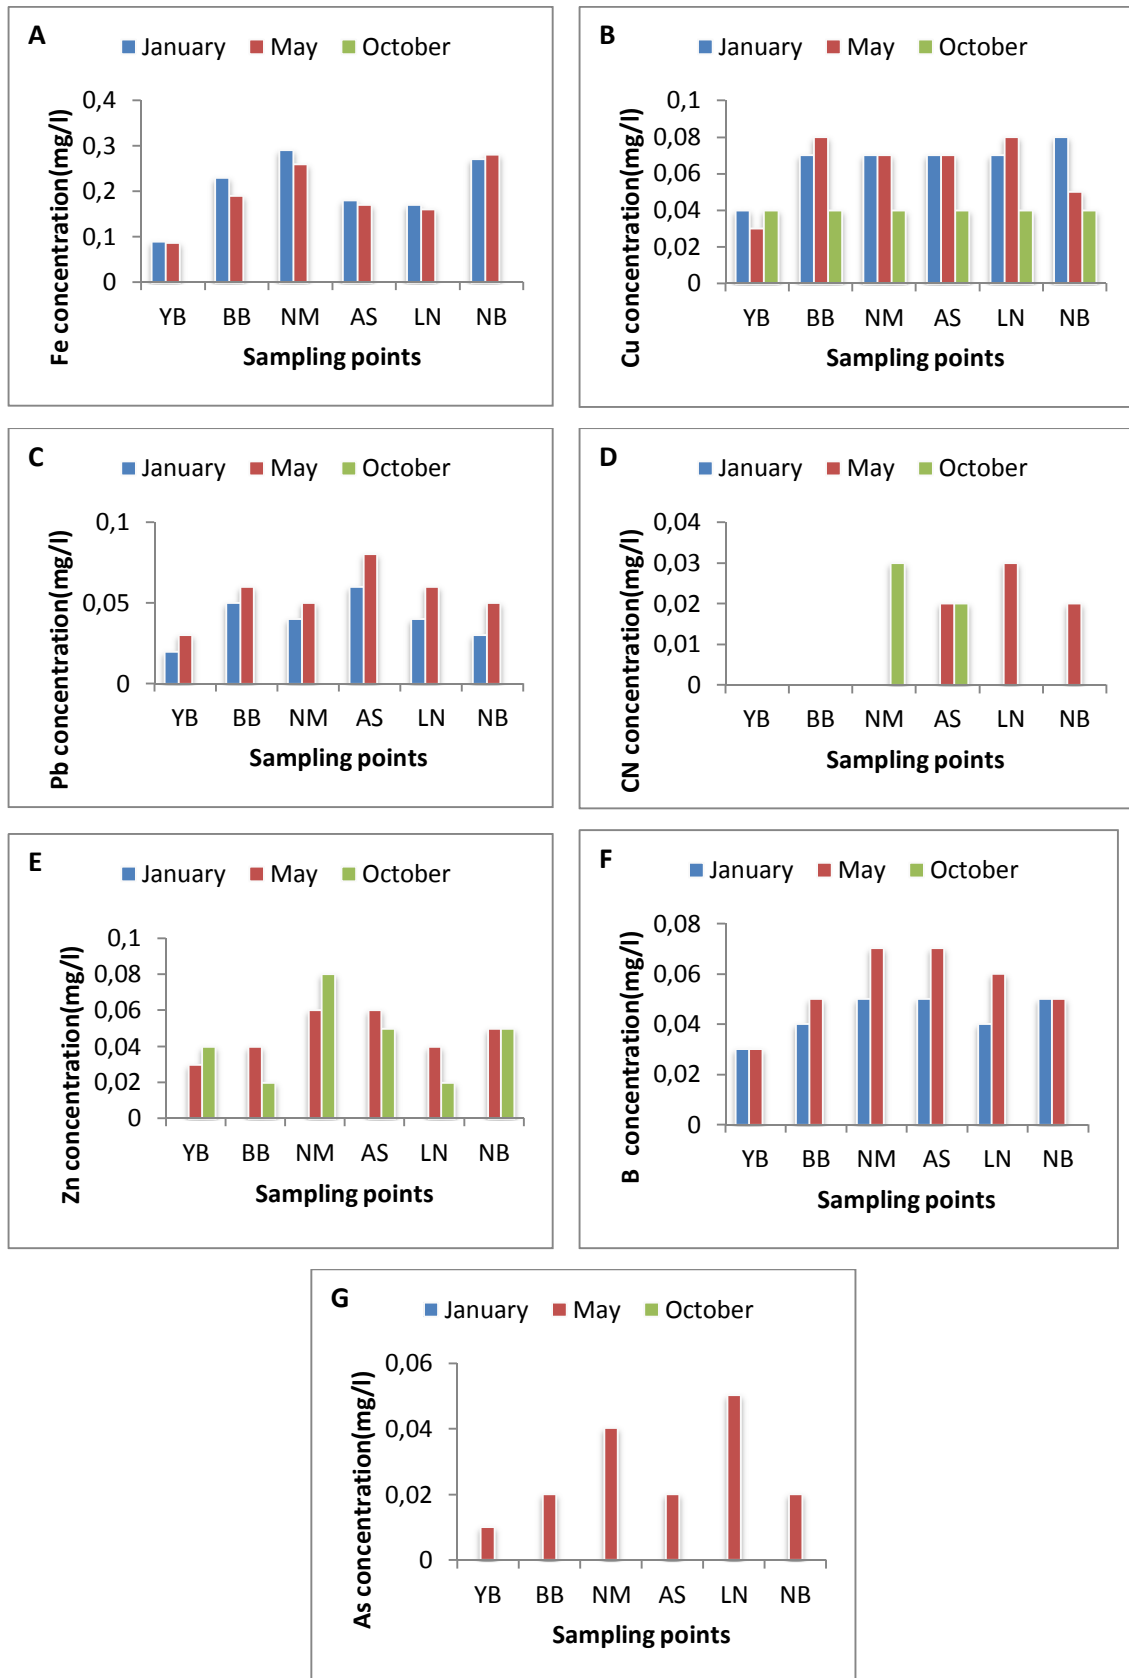 A
January May October
Fe concentration(mg/l)
0,4
0,3
0,2
0,1
0
YB BB NM AS LN NB
Sampling points
B
January May October
Cu concentration(mg/l)
0,1
0,08
0,06
0,04
0,02
0
YB BB NM AS LN NB
Sampling points
C
January May October
Pb concentration(mg/l)
0,1
0,05
0
YB BB NM AS LN NB
Sampling points
D
January May October
CN concentration(mg/l)
0,04
0,03
0,02
0,01
0
YB BB NM AS LN NB
Sampling points
E
January May October
Zn concentration(mg/l)
0,1
0,08
0,06
0,04
0,02
0
YB BB NM AS LN NB
Sampling points
F
January May October
B concentration(mg/l)
0,08
0,06
0,04
0,02
0
YB BB NM AS LN NB
Sampling points
G
January May October
As concentration(mg/l)
0,06
0,04
0,02
0
YB BB NM AS LN NB
Sampling points